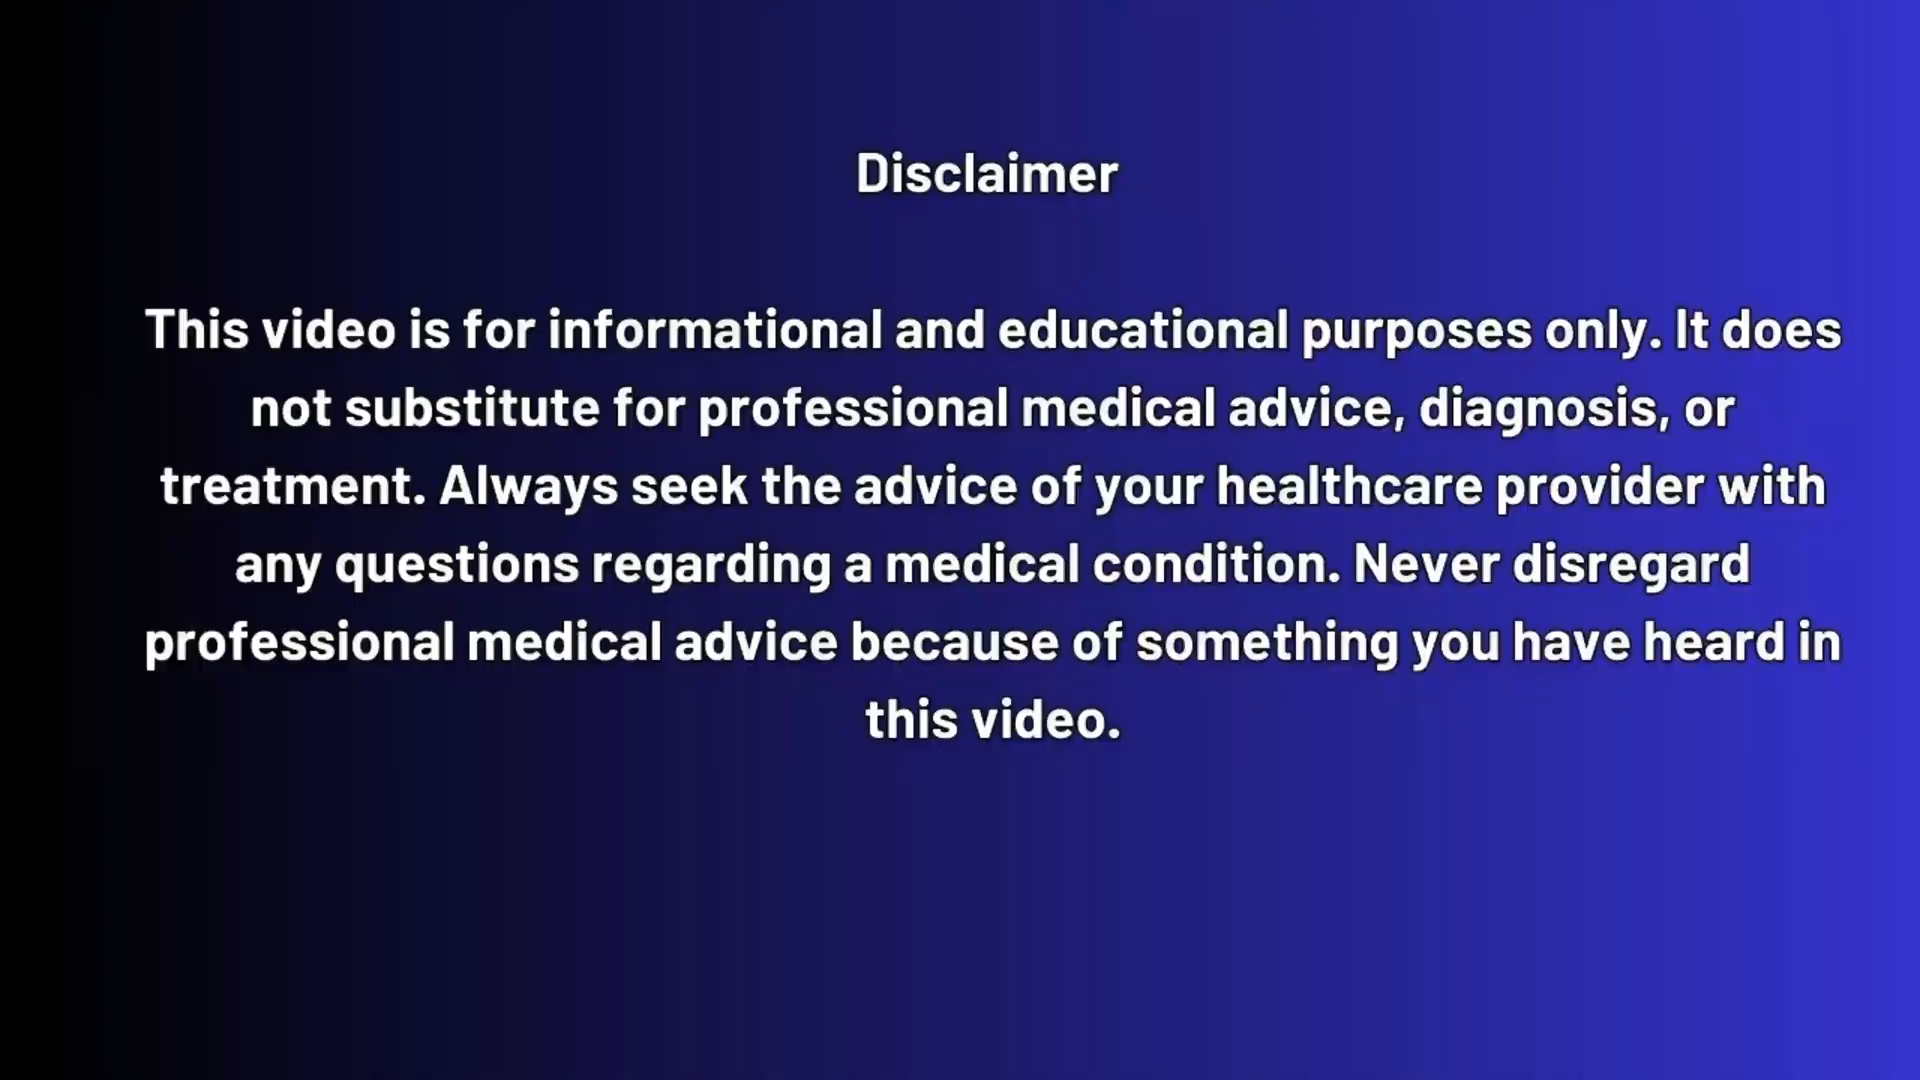 Disclaimer
This video is for informational and educational purposes only. It does
not substitute for professional medical advice, diagnosis, or
treatment. Always seek the advice of your healthcare provider with
any questions regarding a medical condition. Never disregard
professional medical advice because of something you have heard in
this video.